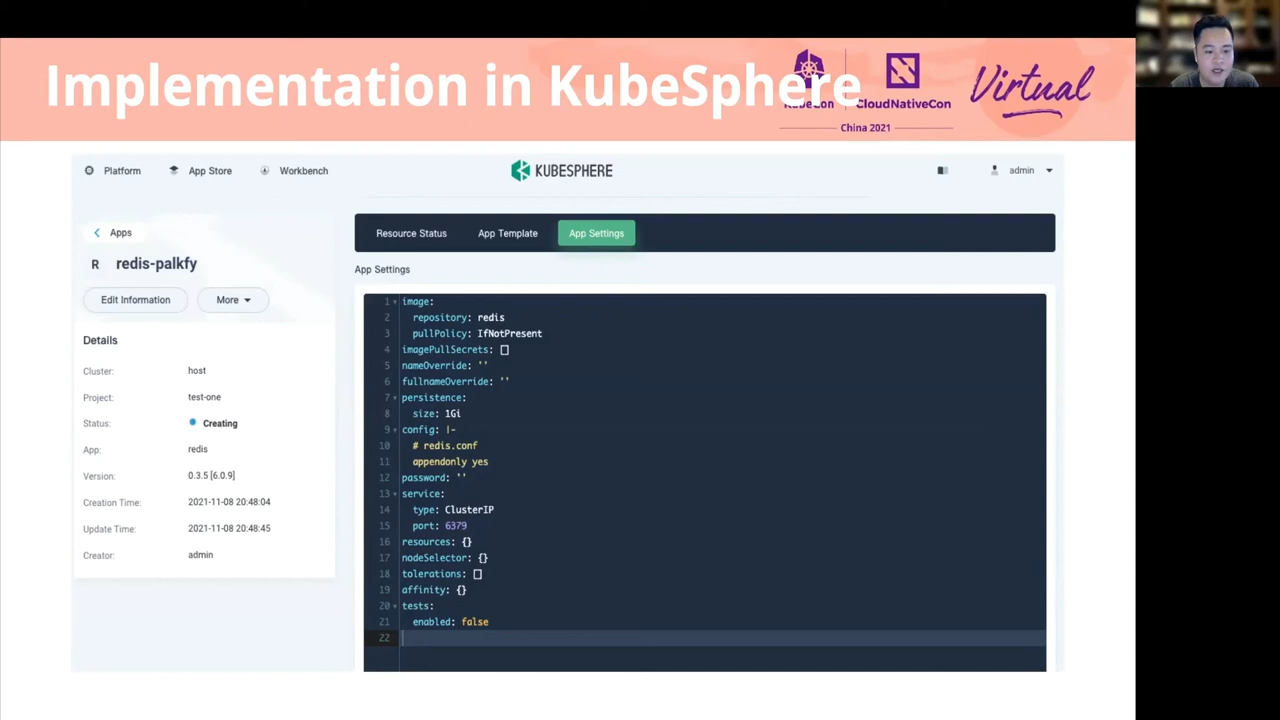 Implementation in KubeSphere
KubeCon
CloudNativeCon
Virtual
China 2021
Platform
App Store
Workbench
KUBESPHERE
admin
Apps
R redis-palkfy
Edit Information
More
Details
Cluster: host
Project: test-one
Status: Creating
App: redis
Version: 0.3.5 [6.0.9]
Creation Time: 2021-11-08 20:48:04
Update Time: 2021-11-08 20:48:45
Creator: admin
Resource Status
App Template
App Settings
App Settings
1 image:
2 repository: redis
3 pullPolicy: IfNotPresent
4 imagePullSecrets: []
5 nameOverride: ''
6 fullnameOverride: ''
7 persistence:
8 size: 1Gi
9 config: |-
10 # redis.conf
11 appendonly yes
12 password: ''
13 service:
14 type: ClusterIP
15 port: 6379
16 resources: {}
17 nodeSelector: {}
18 tolerations: []
19 affinity: {}
20 tests:
21 enabled: false
22